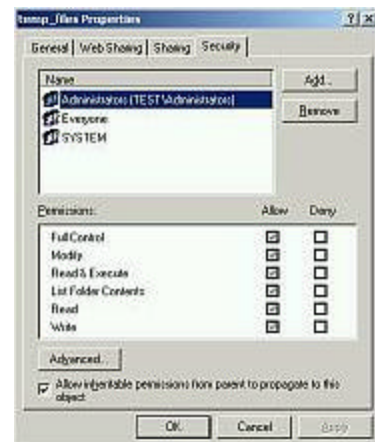 temp_files Properties
General Web Sharing Sharing Security
Name
Add...
Administrators (TEST\Administrators)
Everyone
SYSTEM
Remove
Permissions: Allow Deny
Full Control
Modify
Read & Execute
List Folder Contents
Read
Write
Advanced...
Allow inheritable permissions from parent to propagate to this
object
OK Cancel Apply